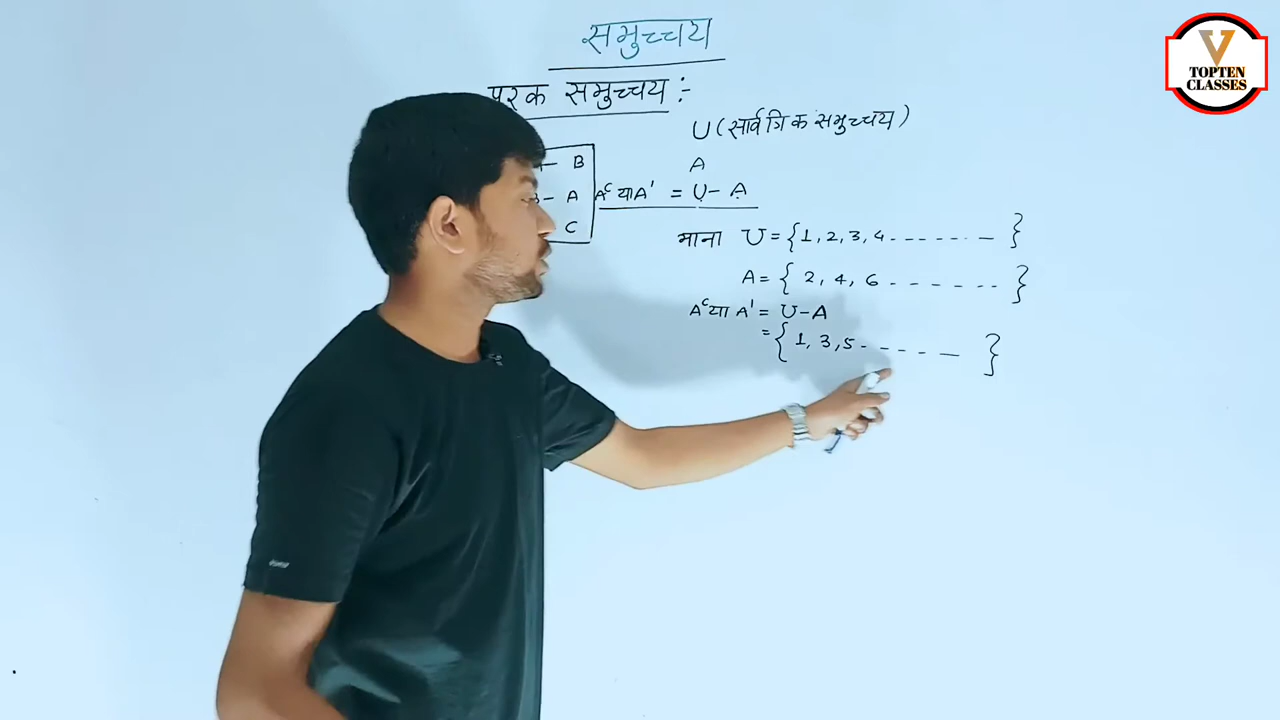 समुच्चय
पूरक समुच्चय :-
U (सार्वत्रिक समुच्चय)
A
A^c या A' = U - A
- B
- A
C
माना U = { 1, 2, 3, 4 - - - - - - - }
A = { 2, 4, 6 - - - - - - - }
A^c या A' = U - A
= { 1, 3, 5 - - - - - - }
V
TOPTEN
CLASSES